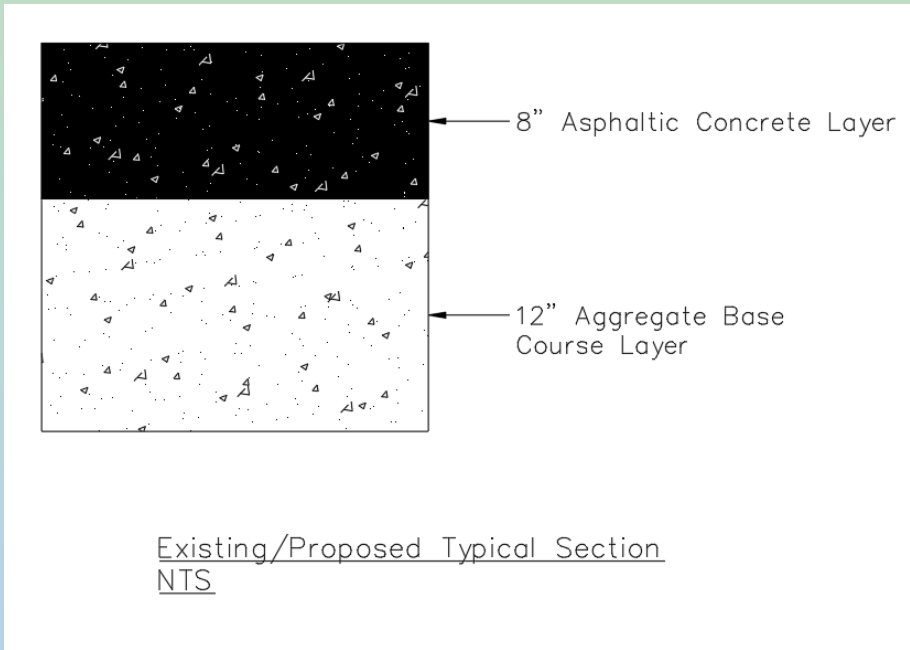 8” Asphaltic Concrete Layer
12” Aggregate Base
Course Layer
Existing/Proposed Typical Section
NTS